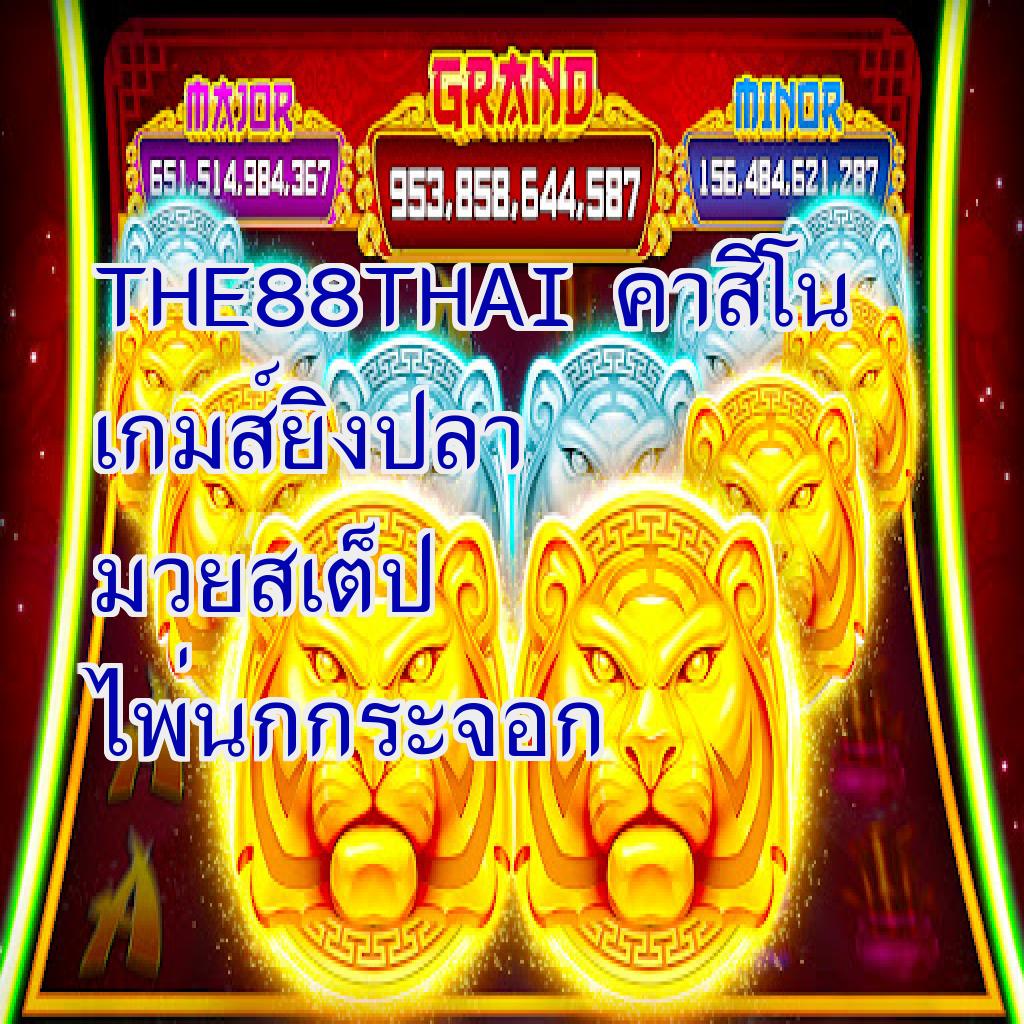 MAJOR GRAND MINOR
651,514,984,367 953,858,644,587 156,484,621,287
THE88THAI คาสิโน
เกมส์ยิงปลา
มวยสเต็ป
ไพ่นกกระจอก
A
A